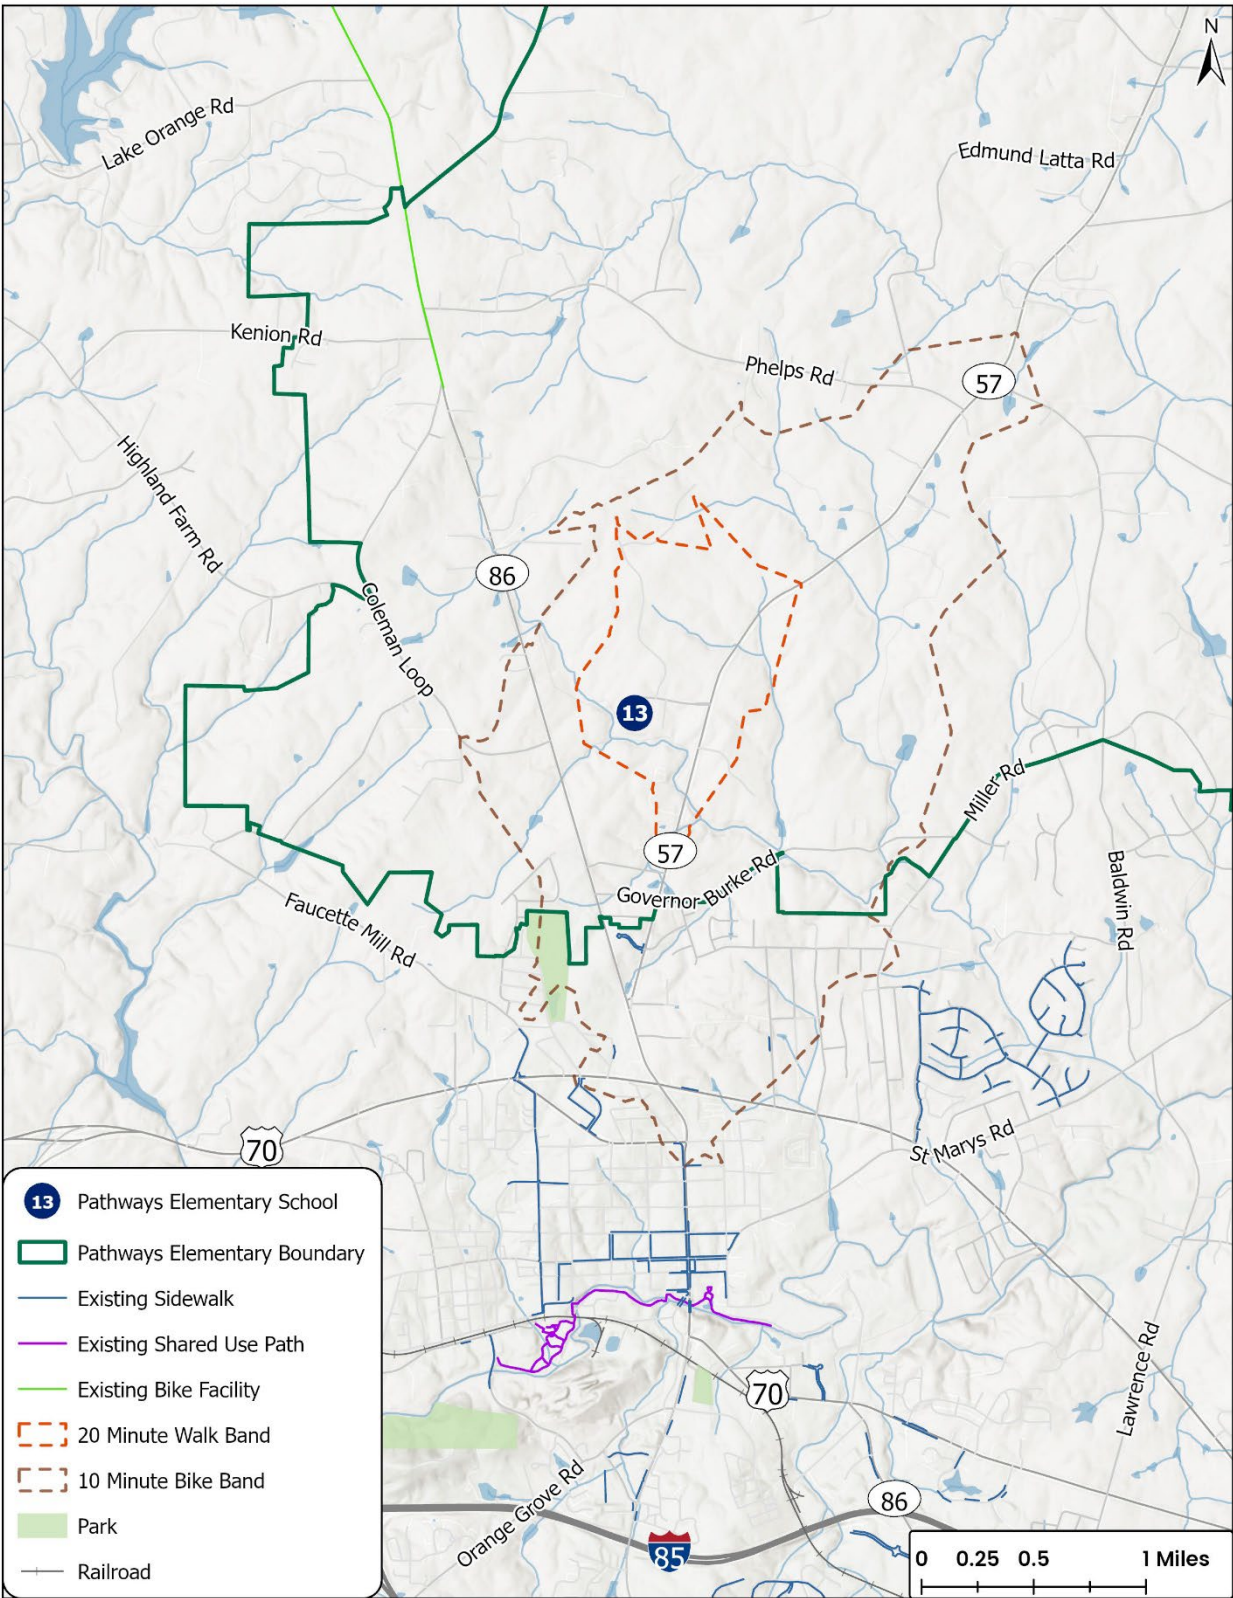 N
Lake Orange Rd
Edmund Latta Rd
Kenion Rd
Phelps Rd
57
Highland Farm Rd
86
Coleman Loop
13
Miller Rd
57
Governor Burke Rd
Baldwin Rd
Faucette Mill Rd
70
St Marys Rd
13 Pathways Elementary School
Pathways Elementary Boundary
Existing Sidewalk
Existing Shared Use Path
Existing Bike Facility
20 Minute Walk Band
10 Minute Bike Band
Park
Railroad
Lawrence Rd
70
Orange Grove Rd
86
85
0 0.25 0.5 1 Miles